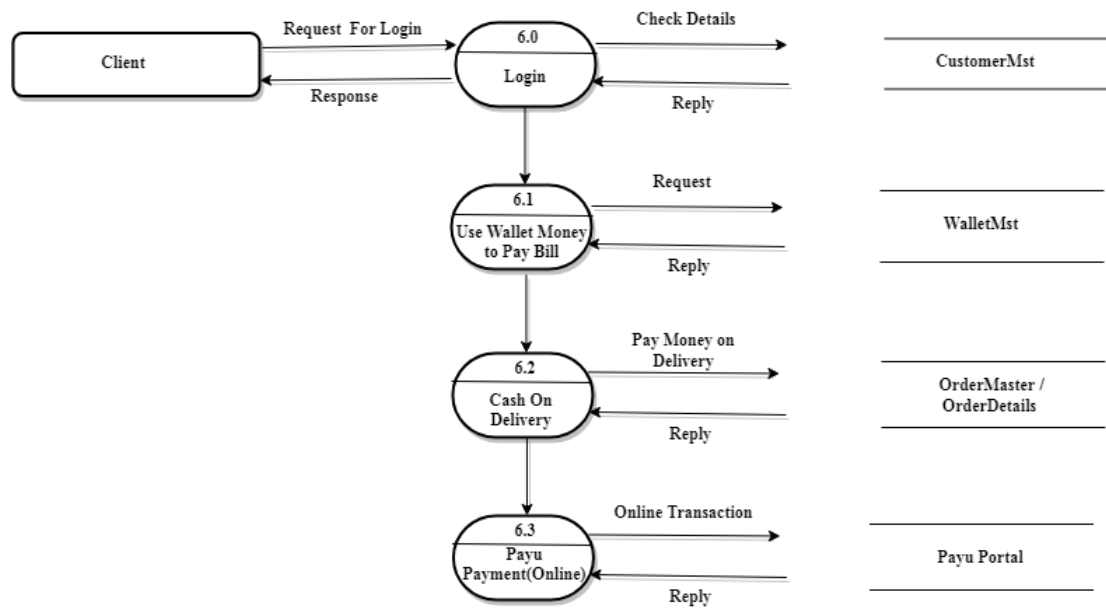 Request For Login
Client
Response
6.0
Login
Check Details
Reply
CustomerMst
6.1
Use Wallet Money
to Pay Bill
Request
Reply
WalletMst
6.2
Cash On
Delivery
Pay Money on
Delivery
Reply
OrderMaster /
OrderDetails
6.3
Payu
Payment(Online)
Online Transaction
Reply
Payu Portal